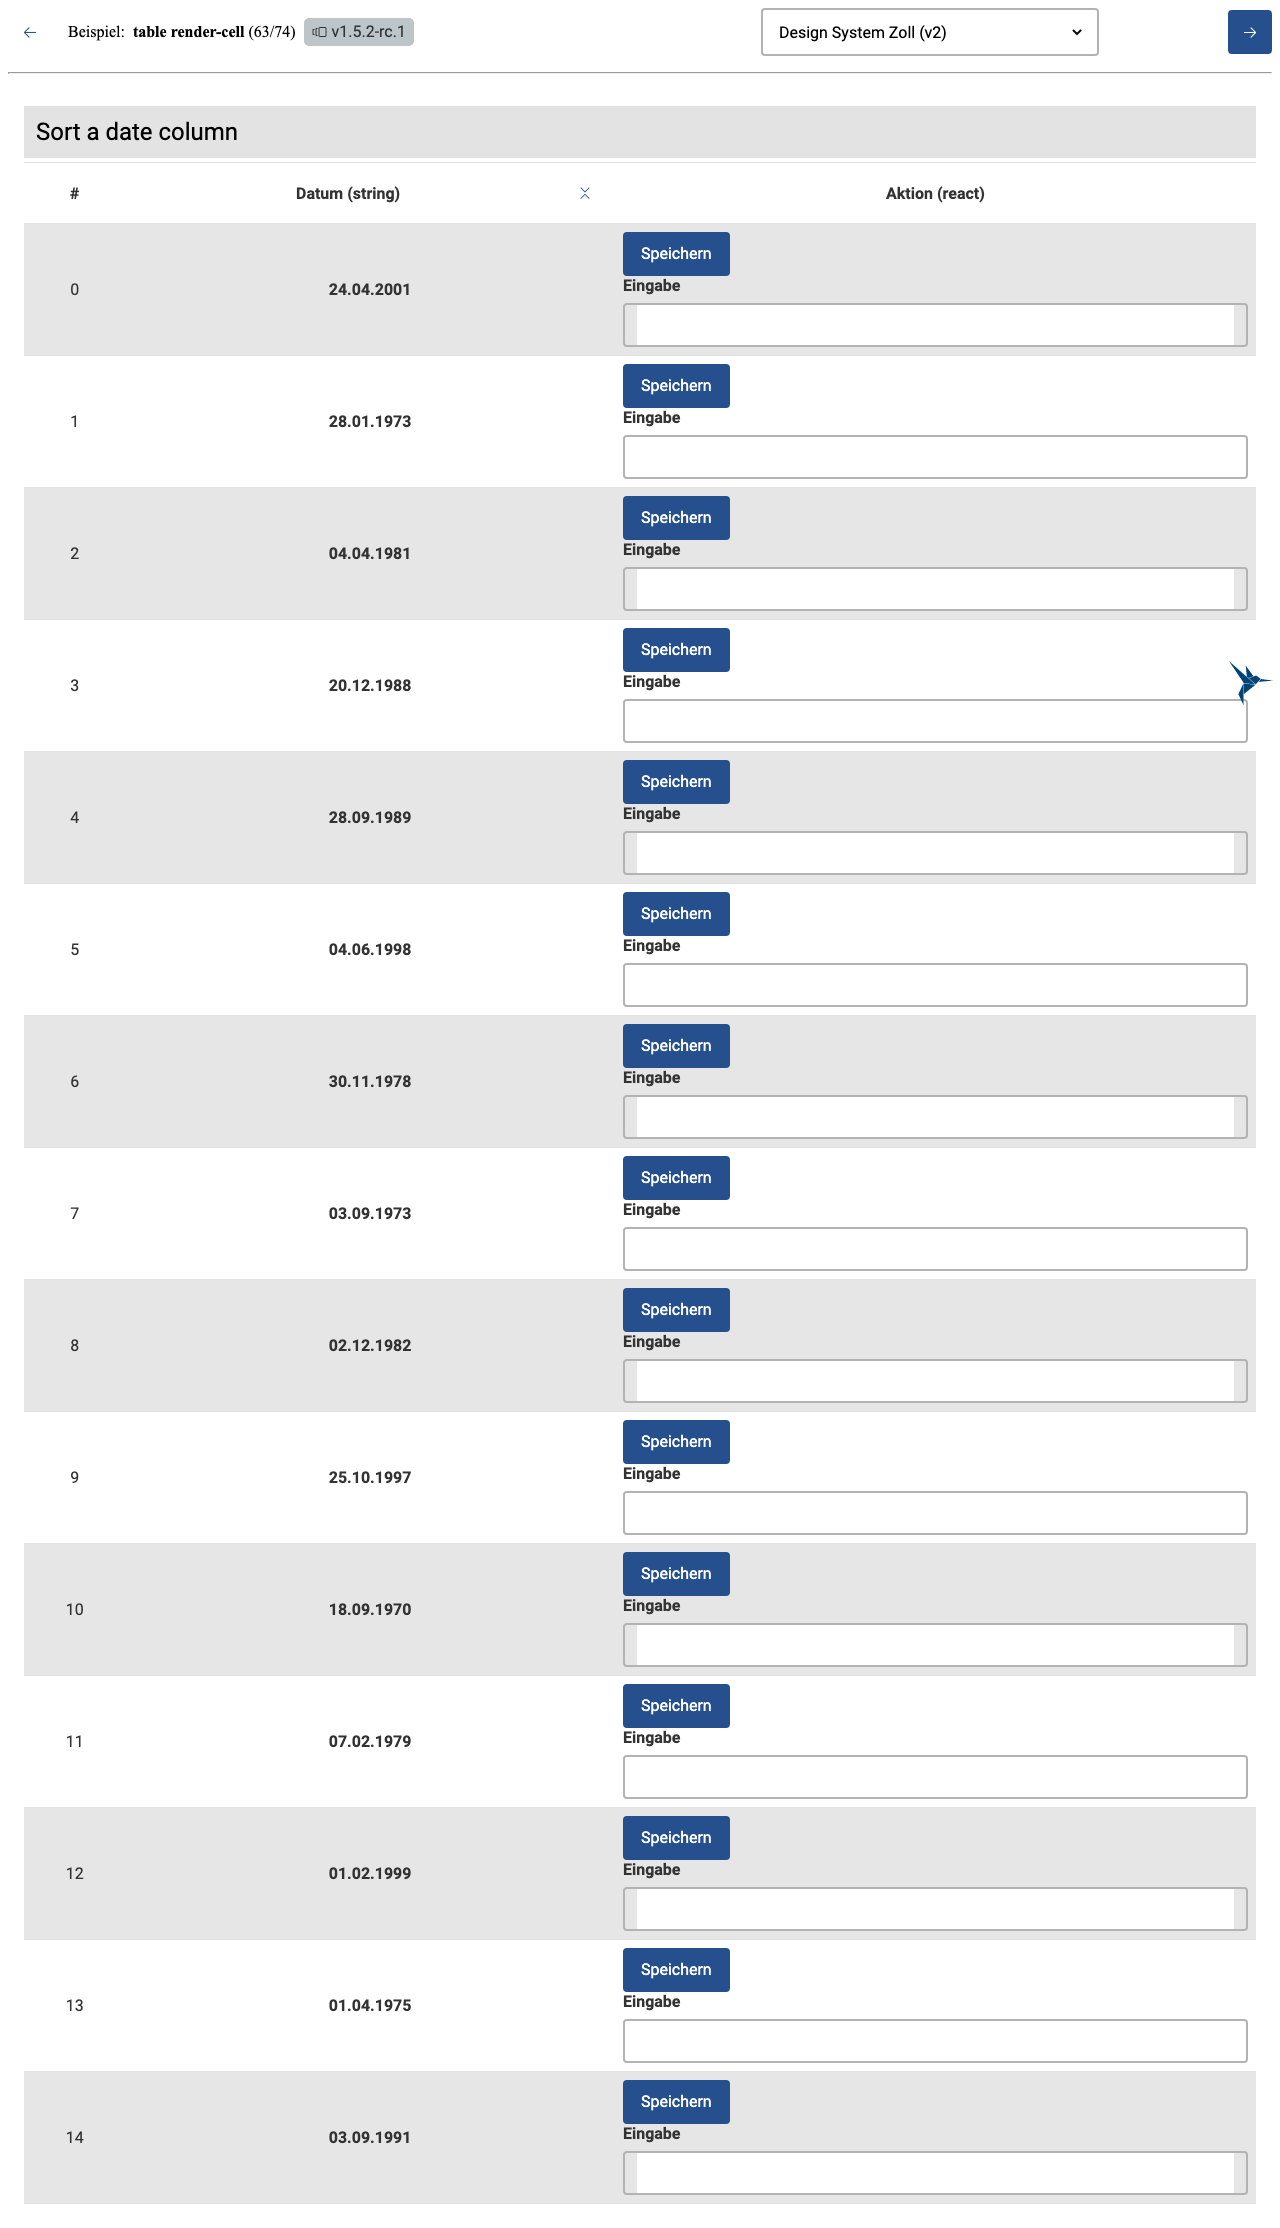 Beispiel: table render-cell (63/74) v1.5.2-rc.1 Design System Zoll (v2)
Sort a date column
# Datum (string) Aktion (react)
Speichern
0 24.04.2001 Eingabe
Speichern
1 28.01.1973 Eingabe
Speichern
2 04.04.1981 Eingabe
Speichern
3 20.12.1988 Eingabe
Speichern
4 28.09.1989 Eingabe
Speichern
5 04.06.1998 Eingabe
Speichern
6 30.11.1978 Eingabe
Speichern
7 03.09.1973 Eingabe
Speichern
8 02.12.1982 Eingabe
Speichern
9 25.10.1997 Eingabe
Speichern
10 18.09.1970 Eingabe
Speichern
11 07.02.1979 Eingabe
Speichern
12 01.02.1999 Eingabe
Speichern
13 01.04.1975 Eingabe
Speichern
14 03.09.1991 Eingabe